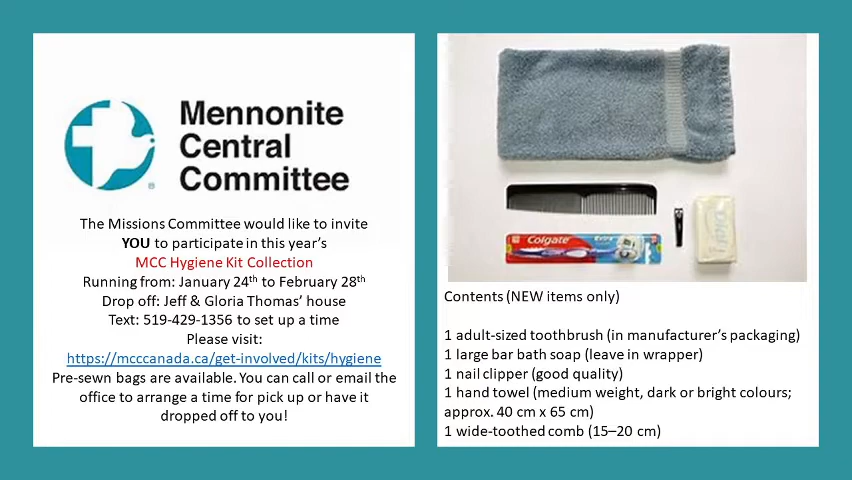 Mennonite
Central
Committee
®
The Missions Committee would like to invite
YOU to participate in this year's
MCC Hygiene Kit Collection
Running from: January 24th to February 28th
Drop off: Jeff & Gloria Thomas' house
Text: 519-429-1356 to set up a time
Please visit:
https://mcccanada.ca/get-involved/kits/hygiene
Pre-sewn bags are available. You can call or email the
office to arrange a time for pick up or have it
dropped off to you!
Colgate
Extra
Contents (NEW items only)
1 adult-sized toothbrush (in manufacturer's packaging)
1 large bar bath soap (leave in wrapper)
1 nail clipper (good quality)
1 hand towel (medium weight, dark or bright colours;
approx. 40 cm x 65 cm)
1 wide-toothed comb (15–20 cm)